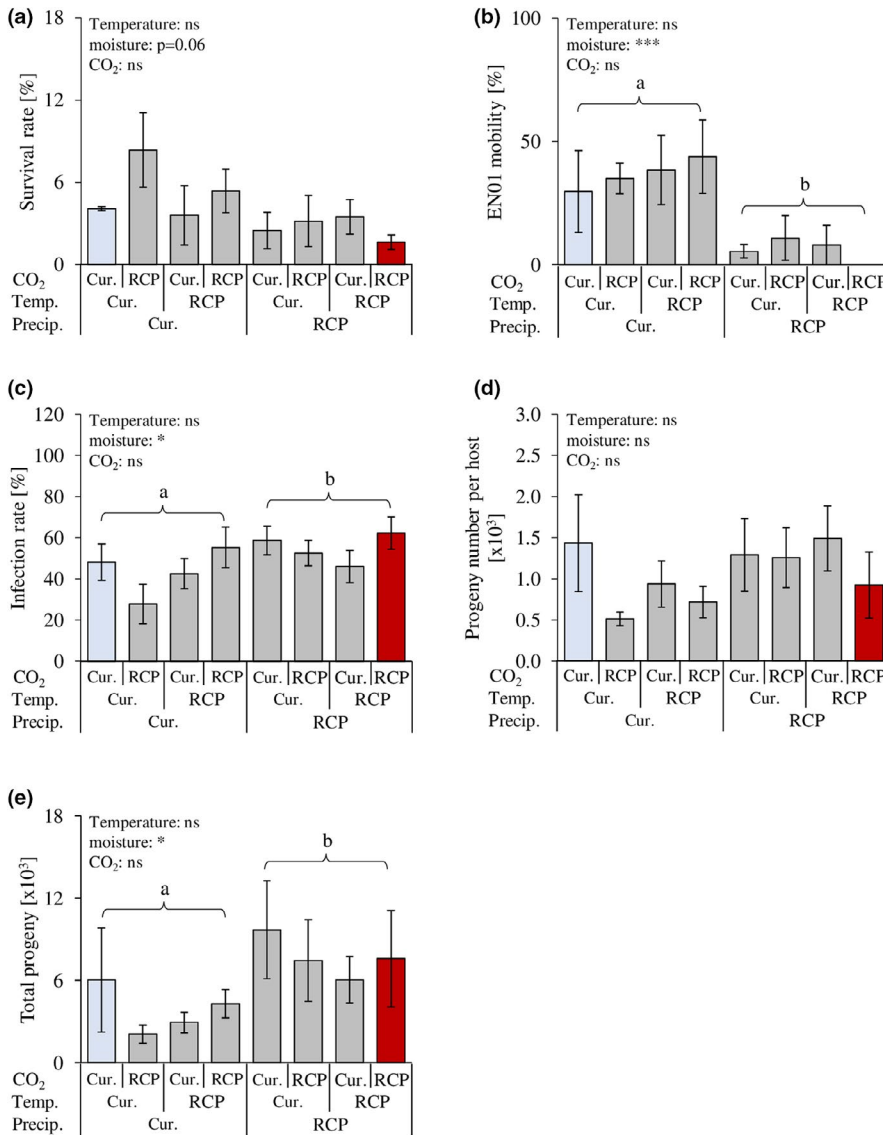 (a)
18
12
6
0
Survival rate [%]
Temperature: ns
moisture: p=0.06
CO₂: ns
CO₂ Cur. RCP Cur. RCP Cur. RCP Cur. RCP
Temp. Cur. RCP Cur. RCP
Precip. Cur. RCP
(b)
100
50
0
EN01 mobility [%]
Temperature: ns
moisture: ***
CO₂: ns
a
b
CO₂ Cur. RCP Cur. RCP Cur. RCP Cur. RCP
Temp. Cur. RCP Cur. RCP
Precip. Cur. RCP
(c)
120
100
80
60
40
20
0
Infection rate [%]
Temperature: ns
moisture: *
CO₂: ns
a
b
CO₂ Cur. RCP Cur. RCP Cur. RCP Cur. RCP
Temp. Cur. RCP Cur. RCP
Precip. Cur. RCP
(d)
3.0
2.5
2.0
1.5
1.0
0.5
0.0
Progeny number per host
[x10³]
Temperature: ns
moisture: ns
CO₂: ns
CO₂ Cur. RCP Cur. RCP Cur. RCP Cur. RCP
Temp. Cur. RCP Cur. RCP
Precip. Cur. RCP
(e)
18
12
6
0
Total progeny [x10³]
Temperature: ns
moisture: *
CO₂: ns
a
b
CO₂ Cur. RCP Cur. RCP Cur. RCP Cur. RCP
Temp. Cur. RCP Cur. RCP
Precip. Cur. RCP